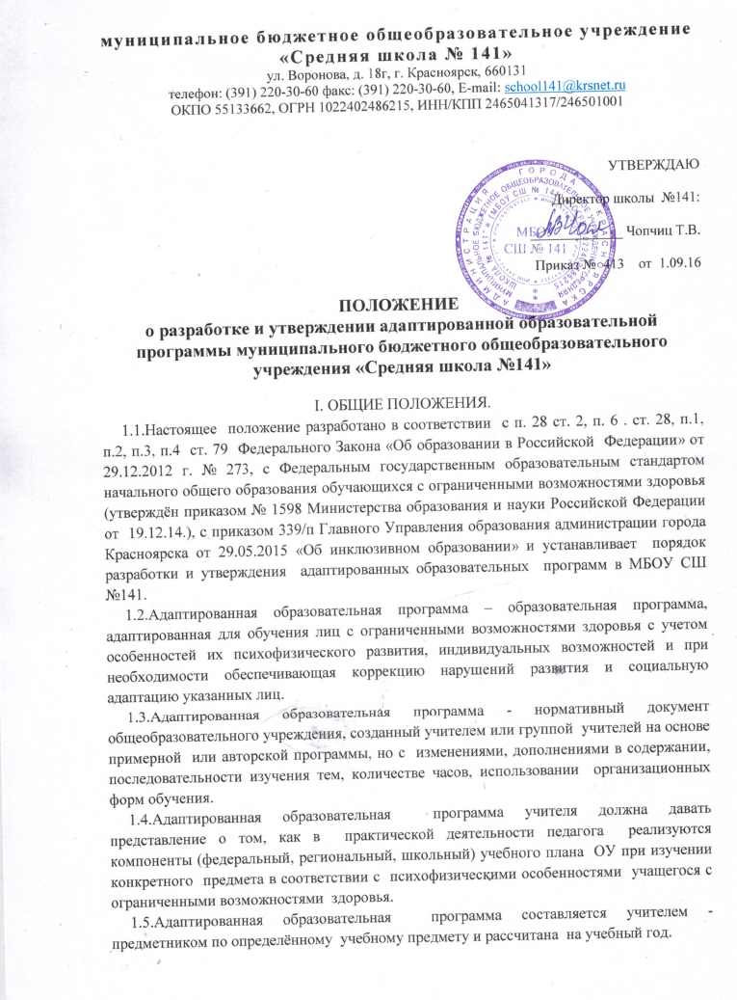 муниципальное бюджетное общеобразовательное учреждение
«Средняя школа № 141»
ул. Воронова, д. 18г, г. Красноярск, 660131
телефон: (391) 220-30-60 факс: (391) 220-30-60, E-mail: school141@krsnet.ru
ОКПО 55133662, ОГРН 1022402486215, ИНН/КПП 2465041317/246501001
УТВЕРЖДАЮ
Директор школы №141:
Чопчиц Т.В.
МБОУ
СШ № 141
Приказ № 413 от 1.09.16
ПОЛОЖЕНИЕ
о разработке и утверждении адаптированной образовательной
программы муниципального бюджетного общеобразовательного
учреждения «Средняя школа №141»
I. ОБЩИЕ ПОЛОЖЕНИЯ.
1.1.Настоящее положение разработано в соответствии с п. 28 ст. 2, п. 6 . ст. 28, п.1,
п.2, п.3, п.4 ст. 79 Федерального Закона «Об образовании в Российской Федерации» от
29.12.2012 г. № 273, с Федеральным государственным образовательным стандартом
начального общего образования обучающихся с ограниченными возможностями здоровья
(утверждён приказом № 1598 Министерства образования и науки Российской Федерации
от 19.12.14.), с приказом 339/п Главного Управления образования администрации города
Красноярска от 29.05.2015 «Об инклюзивном образовании» и устанавливает порядок
разработки и утверждения адаптированных образовательных программ в МБОУ СШ
№141.
1.2.Адаптированная образовательная программа – образовательная программа,
адаптированная для обучения лиц с ограниченными возможностями здоровья с учетом
особенностей их психофизического развития, индивидуальных возможностей и при
необходимости обеспечивающая коррекцию нарушений развития и социальную
адаптацию указанных лиц.
1.3.Адаптированная образовательная программа - нормативный документ
общеобразовательного учреждения, созданный учителем или группой учителей на основе
примерной или авторской программы, но с изменениями, дополнениями в содержании,
последовательности изучения тем, количестве часов, использовании организационных
форм обучения.
1.4.Адаптированная образовательная программа учителя должна давать
представление о том, как в практической деятельности педагога реализуются
компоненты (федеральный, региональный, школьный) учебного плана ОУ при изучении
конкретного предмета в соответствии с психофизическими особенностями учащегося с
ограниченными возможностями здоровья.
1.5.Адаптированная образовательная программа составляется учителем -
предметником по определённому учебному предмету и рассчитана на учебный год.